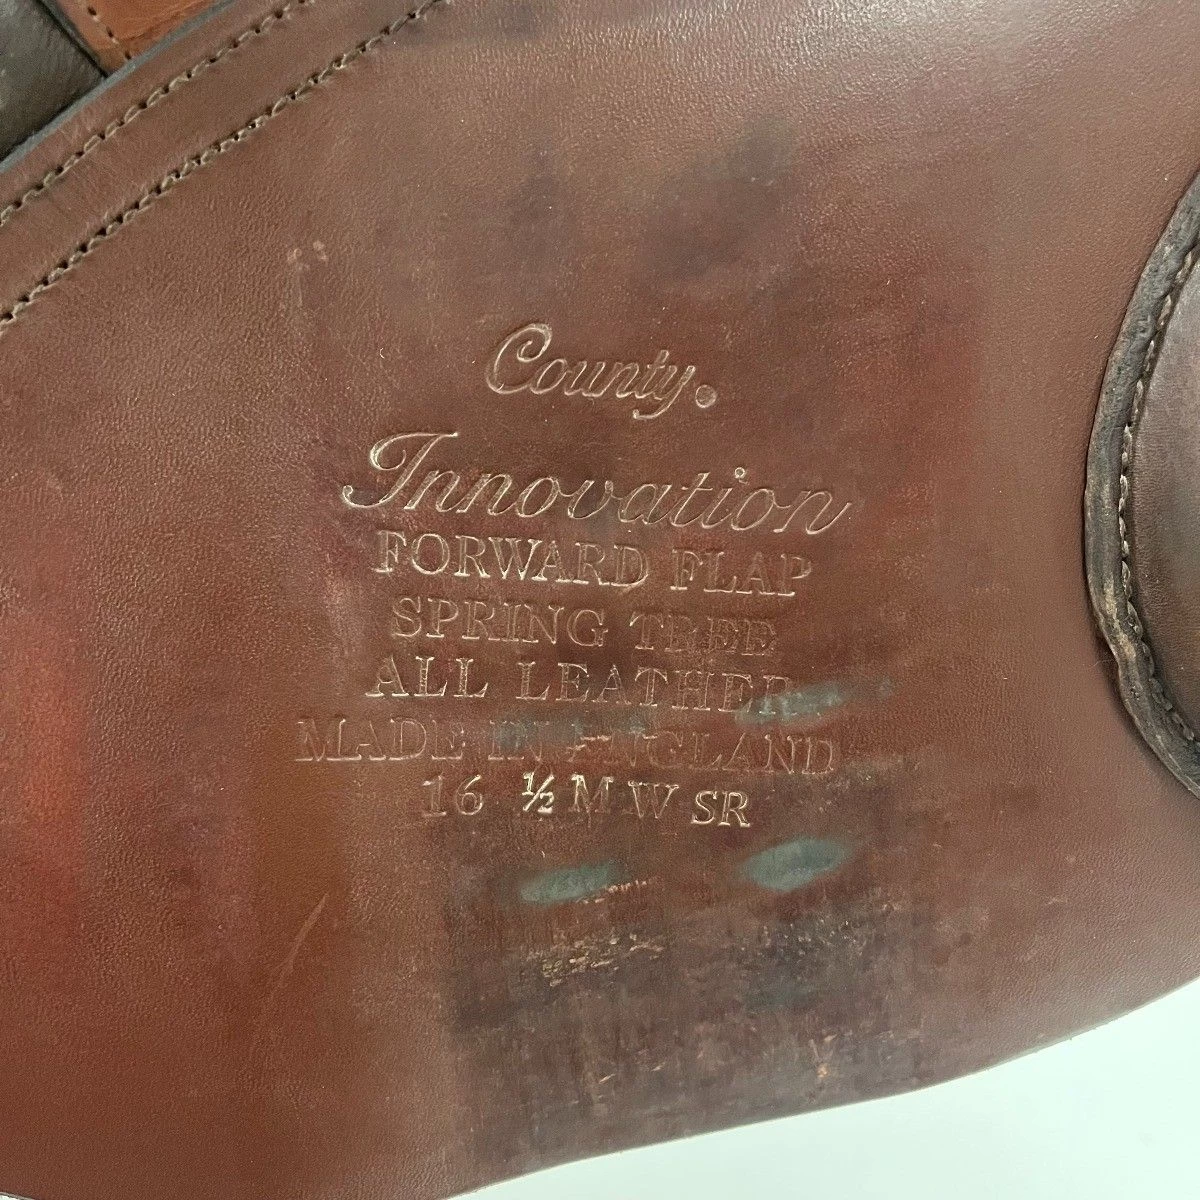 County.
Innovation
FORWARD FLAP
SPRING TREE
ALL LEATHER
MADE IN ENGLAND
16 ½ M W SR